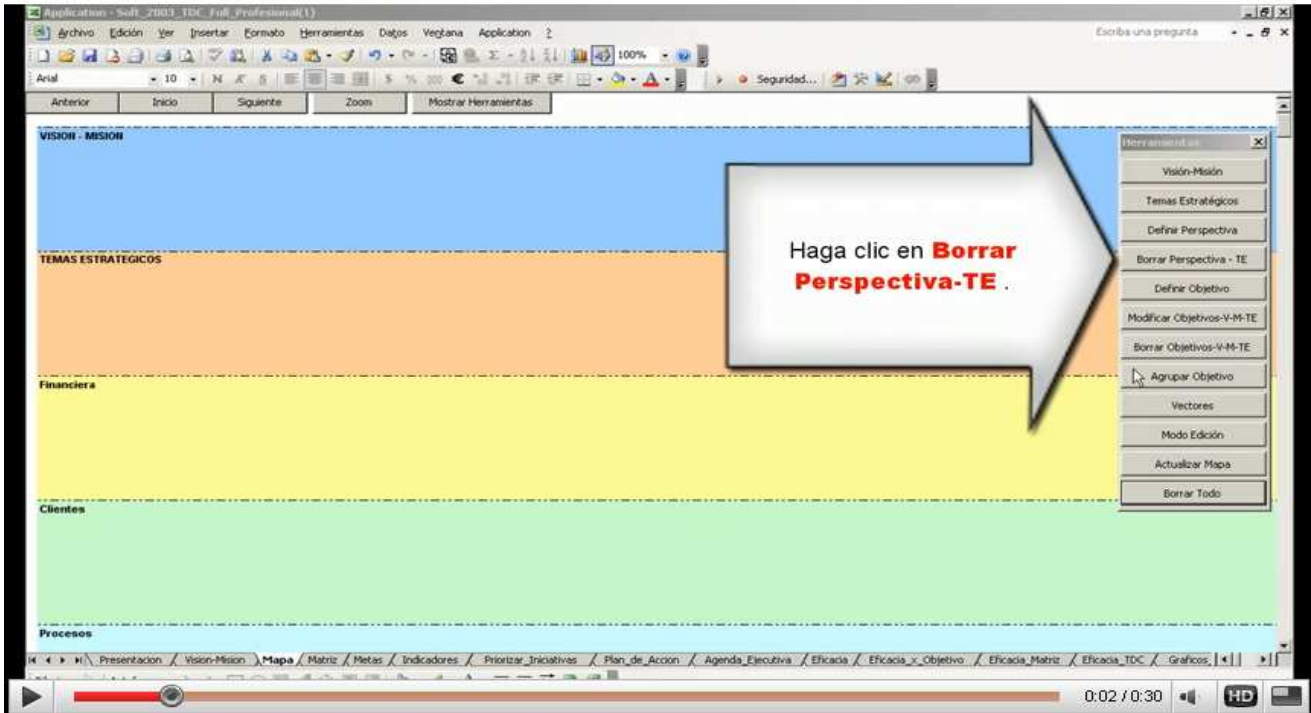 Application - Soft_2003_TDC_Full_Profesional(1)
Archivo Edición Ver Insertar Formato Herramientas Datos Ventana Application ?
Escriba una pregunta
100%
Arial 10 N K S $ % 000 € Seguridad...
Anterior Inicio Siguiente Zoom Mostrar Herramientas
VISION - MISION
Herramientas
Visión-Misión
Temas Estratégicos
Definir Perspectiva
Haga clic en Borrar
Perspectiva-TE .
TEMAS ESTRATEGICOS
Borrar Perspectiva - TE
Definir Objetivo
Modificar Objetivos-V-M-TE
Borrar Objetivos-V-M-TE
Financiera
Agrupar Objetivo
Vectores
Modo Edición
Actualizar Mapa
Borrar Todo
Clientes
Procesos
Presentacion / Vision-Mision / Mapa / Matriz / Metas / Indicadores / Priorizar_Iniciativas / Plan_de_Accion / Agenda_Ejecutiva / Eficacia / Eficacia_x_Objetivo / Eficacia_Matriz / Eficacia_TDC / Graficos
0:02 / 0:30 HD